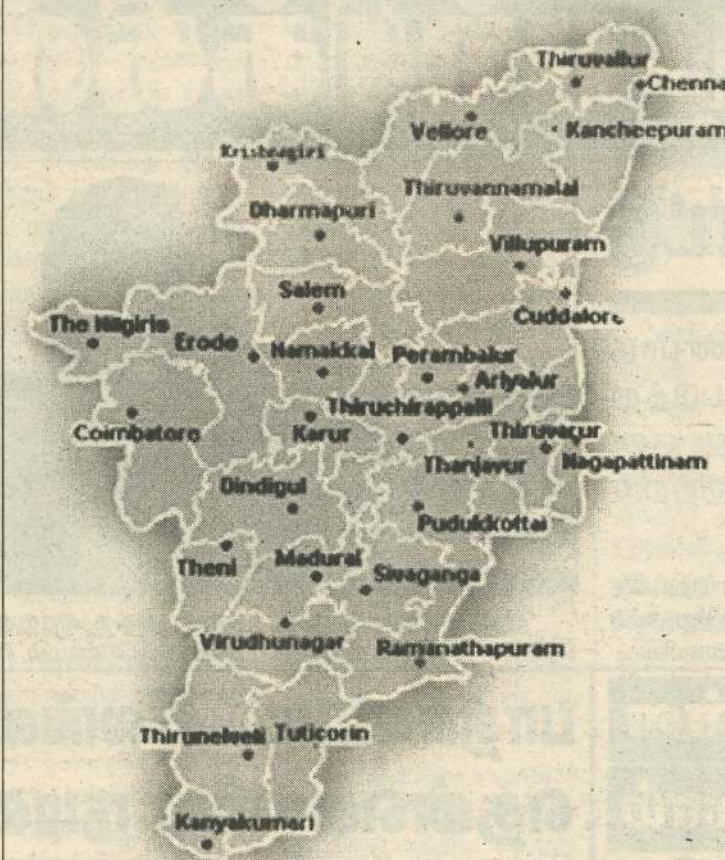 Thiruvallur
Chenna
Vellore
Kancheepuram
Krishnagiri
Thiruvannamalai
Dharmapuri
Villupuram
Salem
Cuddalore
The Nilgiris
Erode
Namakkal
Perambalur
Ariyalur
Thiruchirappalli
Coimbatore
Karur
Thiruvarur
Thanjavur
Nagapattinam
Dindigul
Pudukkottai
Theni
Madurai
Sivaganga
Virudhunagar
Ramanathapuram
Thirunelveli
Tuticorin
Kanyakumari